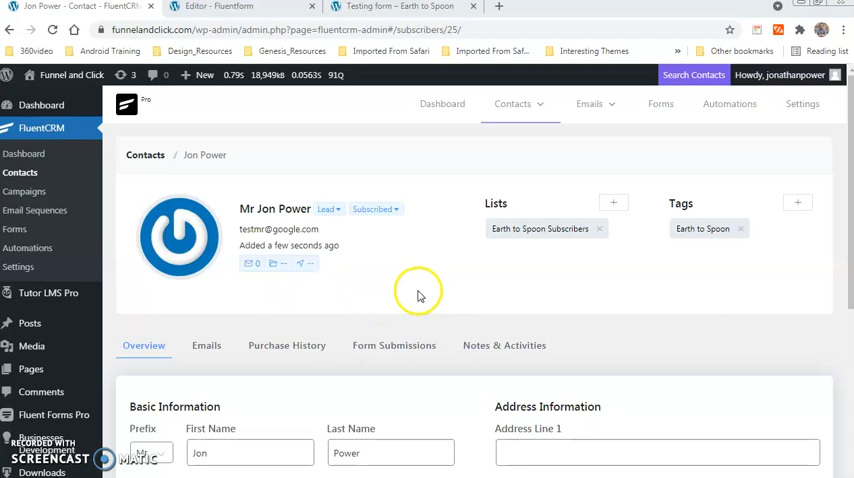 Jon Power - Contact - FluentCRM
Editor - Fluentform
Testing form – Earth to Spoon
funnelandclick.com/wp-admin/admin.php?page=fluentcrm-admin#/subscribers/25/
360video
Android Training
Design_Resources
Genesis_Resources
Imported From Safari
Imported From Saf...
Interesting Themes
Other bookmarks
Reading list
Funnel and Click
3
0
New
0.79s
18,949kB
0.0563s
91Q
Search Contacts
Howdy, jonathanpower
Dashboard
FluentCRM
Dashboard
Contacts
Campaigns
Email Sequences
Forms
Automations
Settings
Tutor LMS Pro
Posts
Media
Pages
Comments
Fluent Forms Pro
Businesses
Development
Downloads
Pro
Dashboard
Contacts
Emails
Forms
Automations
Settings
Contacts / Jon Power
Mr Jon Power
Lead
Subscribed
testmr@google.com
Added a few seconds ago
0
--
--
Lists
+
Earth to Spoon Subscribers ×
Tags
+
Earth to Spoon ×
Overview
Emails
Purchase History
Form Submissions
Notes & Activities
Basic Information
Prefix
First Name
Last Name
Mr
Jon
Power
Address Information
Address Line 1
RECORDED WITH
SCREENCAST MATIC